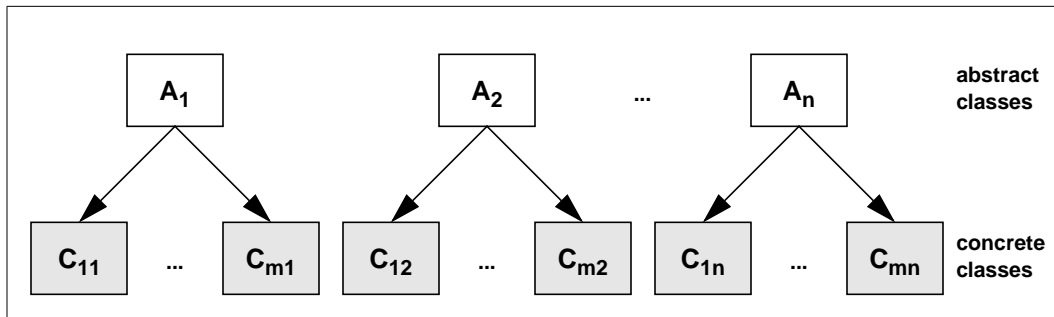 A1 A2 ... An abstract
classes
C11 ... Cm1 C12 ... Cm2 C1n ... Cmn concrete
classes